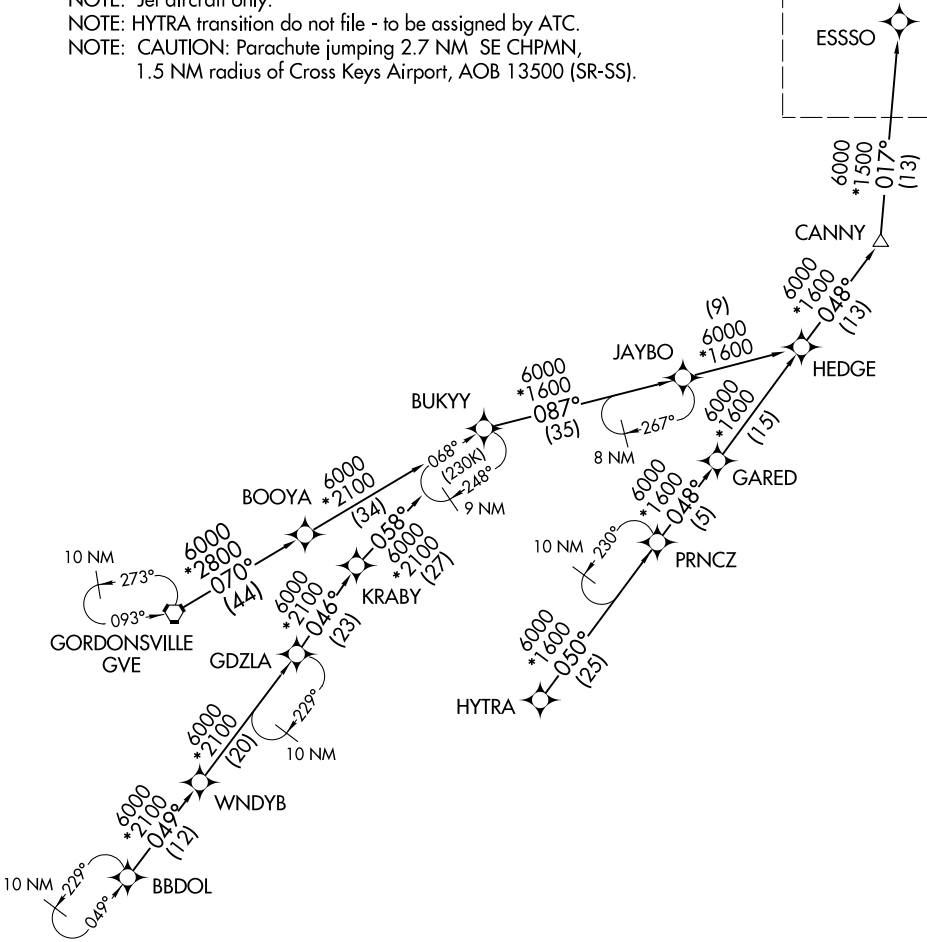 NOTE: Jet aircraft only.
NOTE: HYTRA transition do not file - to be assigned by ATC.
NOTE: CAUTION: Parachute jumping 2.7 NM SE CHPMN,
1.5 NM radius of Cross Keys Airport, AOB 13500 (SR-SS).
ESSSO
6000
*1500
017°
(13)
CANNY
6000
*1600
048°
(13)
HEDGE
(9)
6000
*1600
JAYBO
267°
8 NM
6000
*1600
087°
(35)
BUKYY
068°
(230K)
248°
9 NM
6000
*1600
(15)
GARED
6000
*1600
048°
(5)
PRNCZ
230°
10 NM
6000
*1600
050°
(25)
HYTRA
6000
*2100
(34)
BOOYA
6000
*2800
070°
(44)
10 NM
273°
093°
GORDONSVILLE
GVE
058°
6000
*2100
(27)
KRABY
6000
*2100
046°
(23)
GDZLA
229°
10 NM
6000
*2100
(20)
WNDYB
6000
*2100
049°
(12)
BBDOL
10 NM
229°
049°